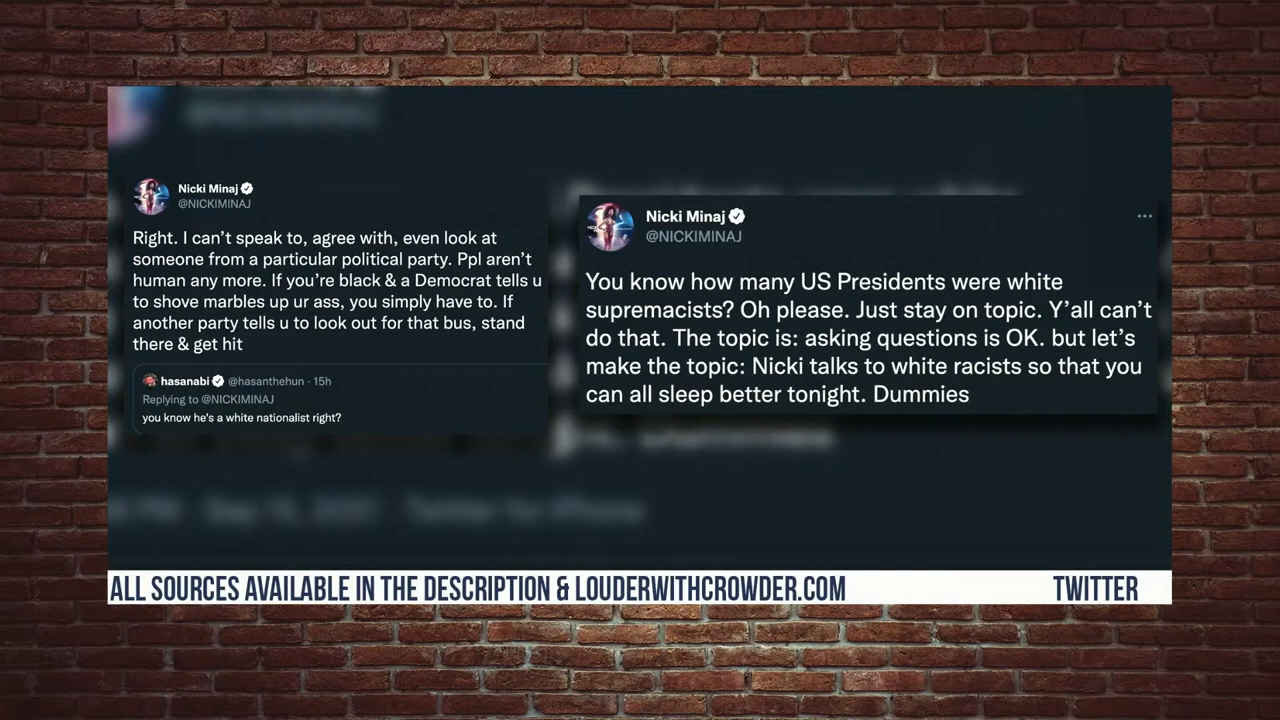 Nicki Minaj
@NICKIMINAJ
Right. I can't speak to, agree with, even look at
someone from a particular political party. Ppl aren't
human any more. If you're black & a Democrat tells u
to shove marbles up ur ass, you simply have to. If
another party tells u to look out for that bus, stand
there & get hit
hasanabi @hasanthehun · 15h
Replying to @NICKIMINAJ
you know he's a white nationalist right?
Nicki Minaj
@NICKIMINAJ
You know how many US Presidents were white
supremacists? Oh please. Just stay on topic. Y'all can't
do that. The topic is: asking questions is OK. but let's
make the topic: Nicki talks to white racists so that you
can all sleep better tonight. Dummies
ALL SOURCES AVAILABLE IN THE DESCRIPTION & LOUDERWITHCROWDER.COM
TWITTER